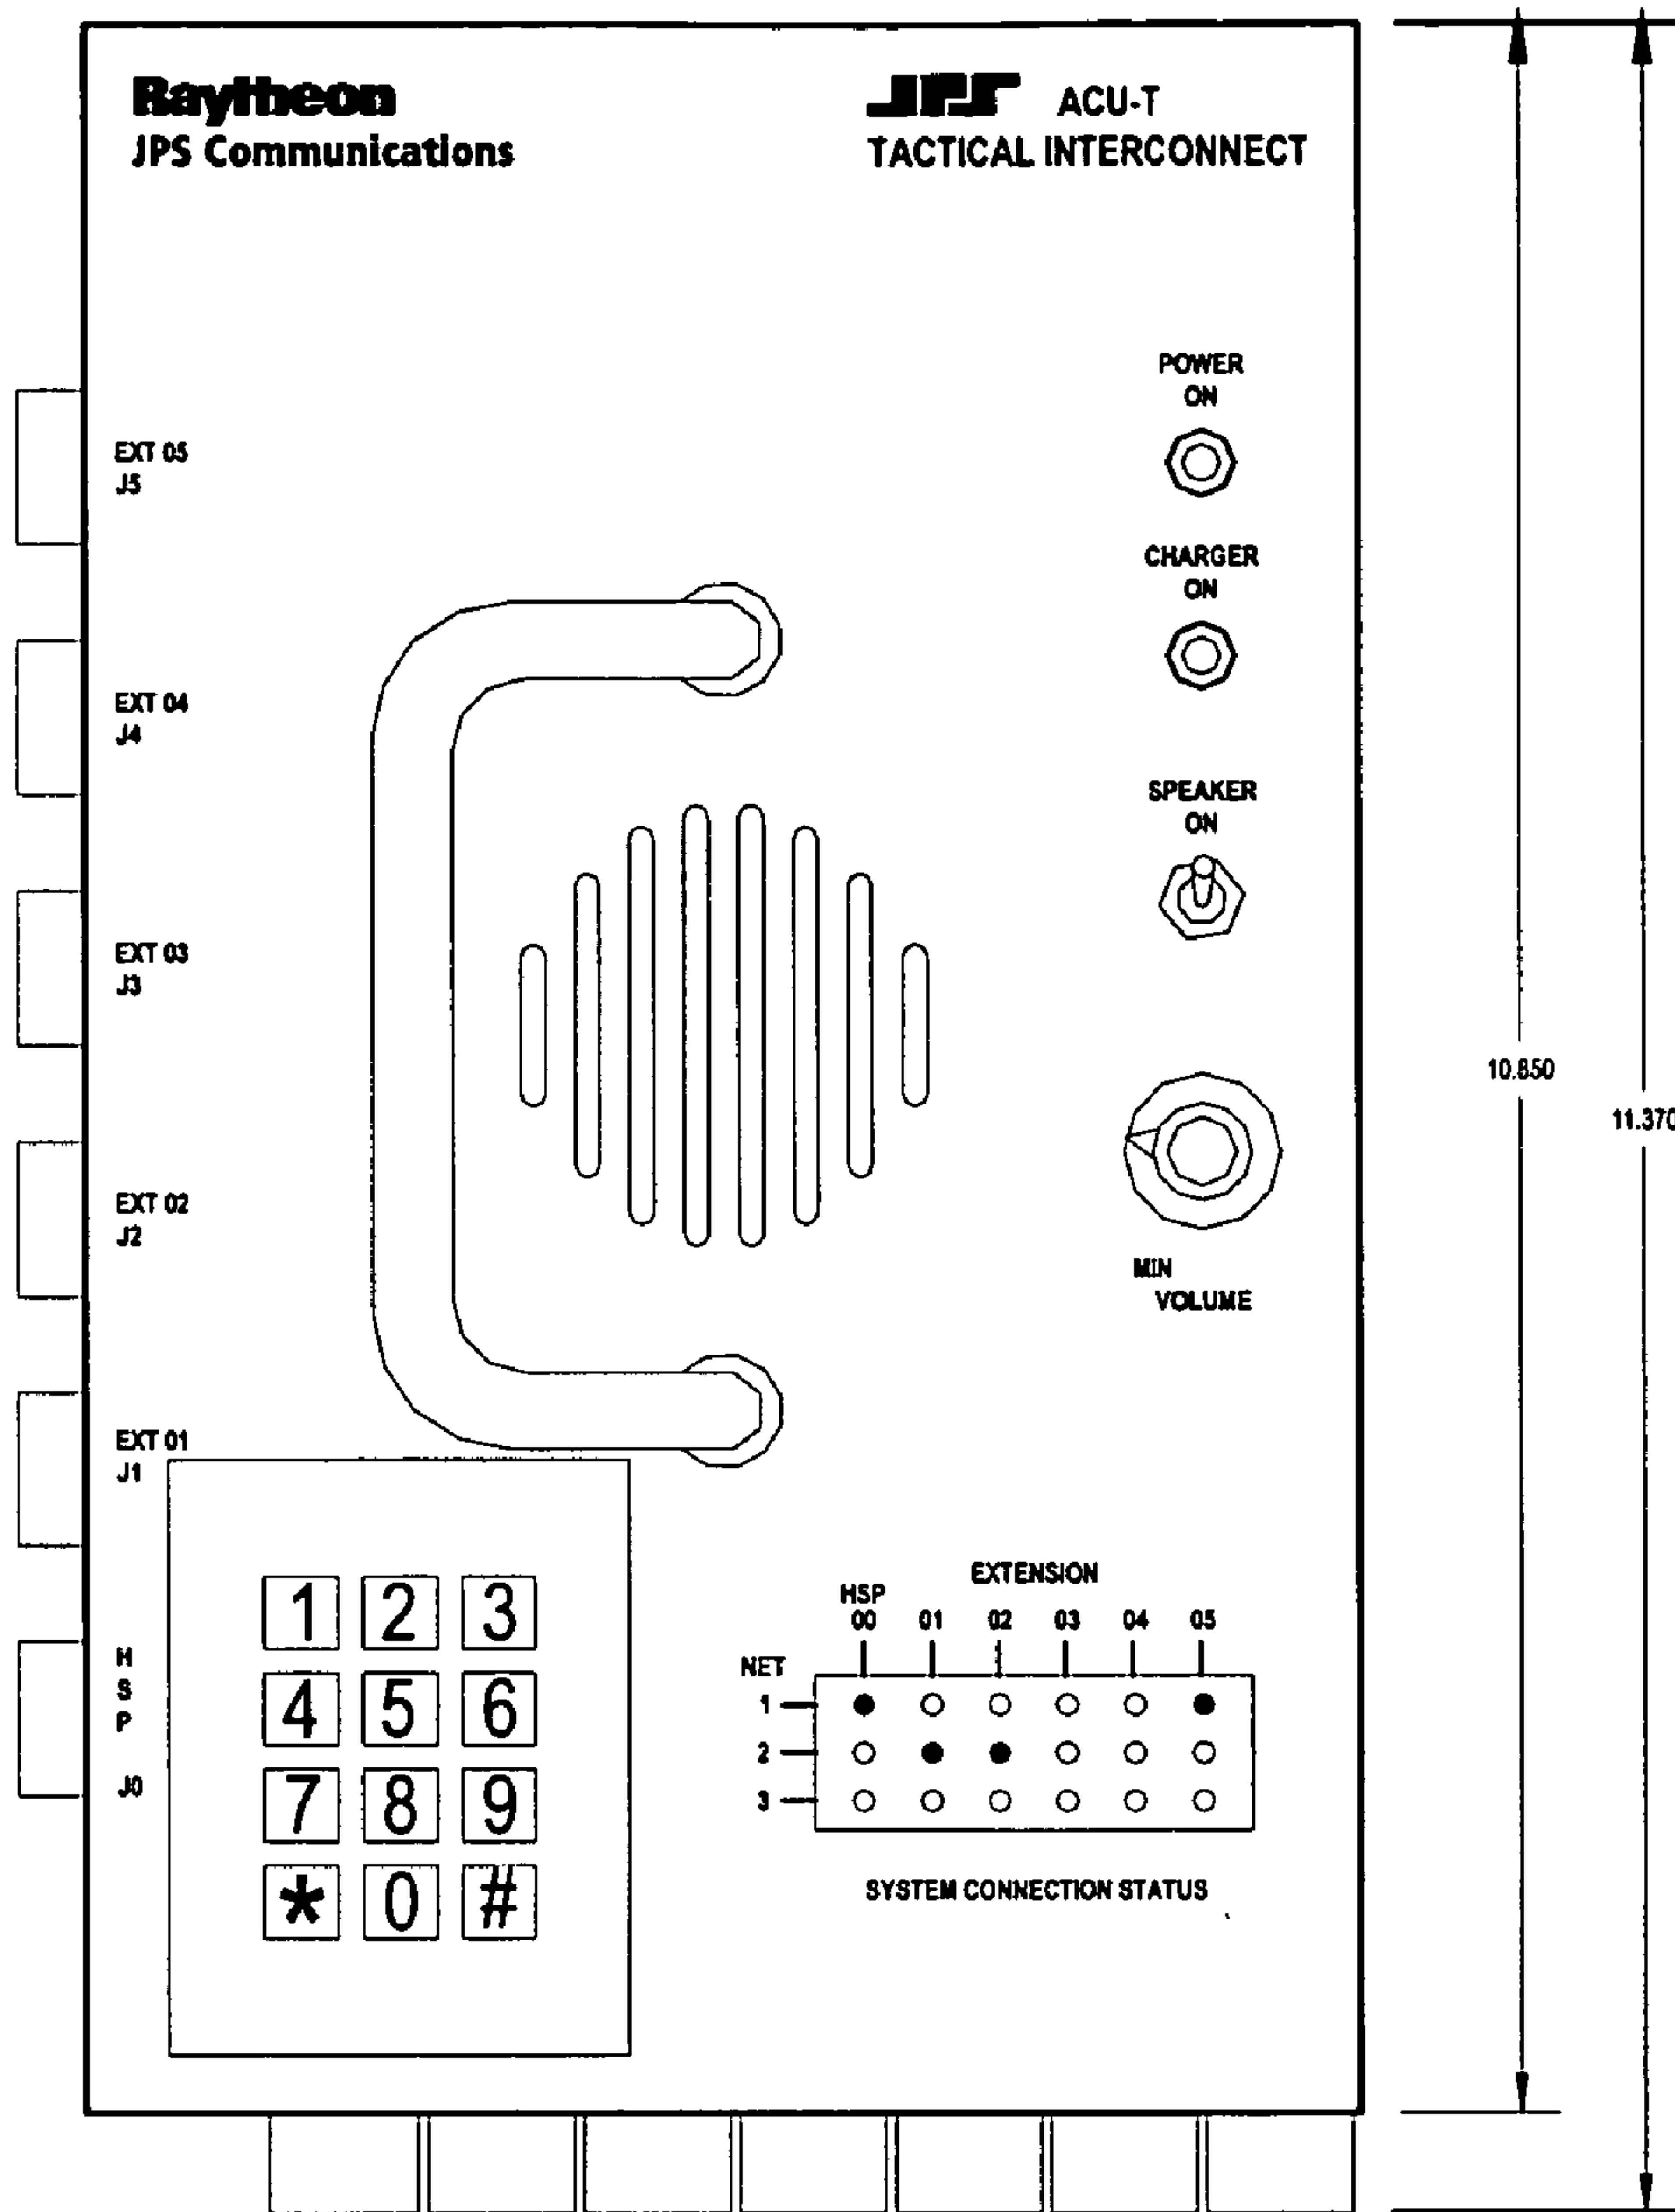 Raytheon
JPS Communications
JPS ACU-T
TACTICAL INTERCONNECT
POWER
ON
EXT 05
J5
CHARGER
ON
EXT 04
J4
SPEAKER
ON
EXT 03
J3
10.850
11.370
EXT 02
J2
MIN
VOLUME
EXT 01
J1
H
S
P
J0
1 2 3
4 5 6
7 8 9
* 0 #
EXTENSION
HSP
00 01 02 03 04 05
NET
1
2
3
SYSTEM CONNECTION STATUS